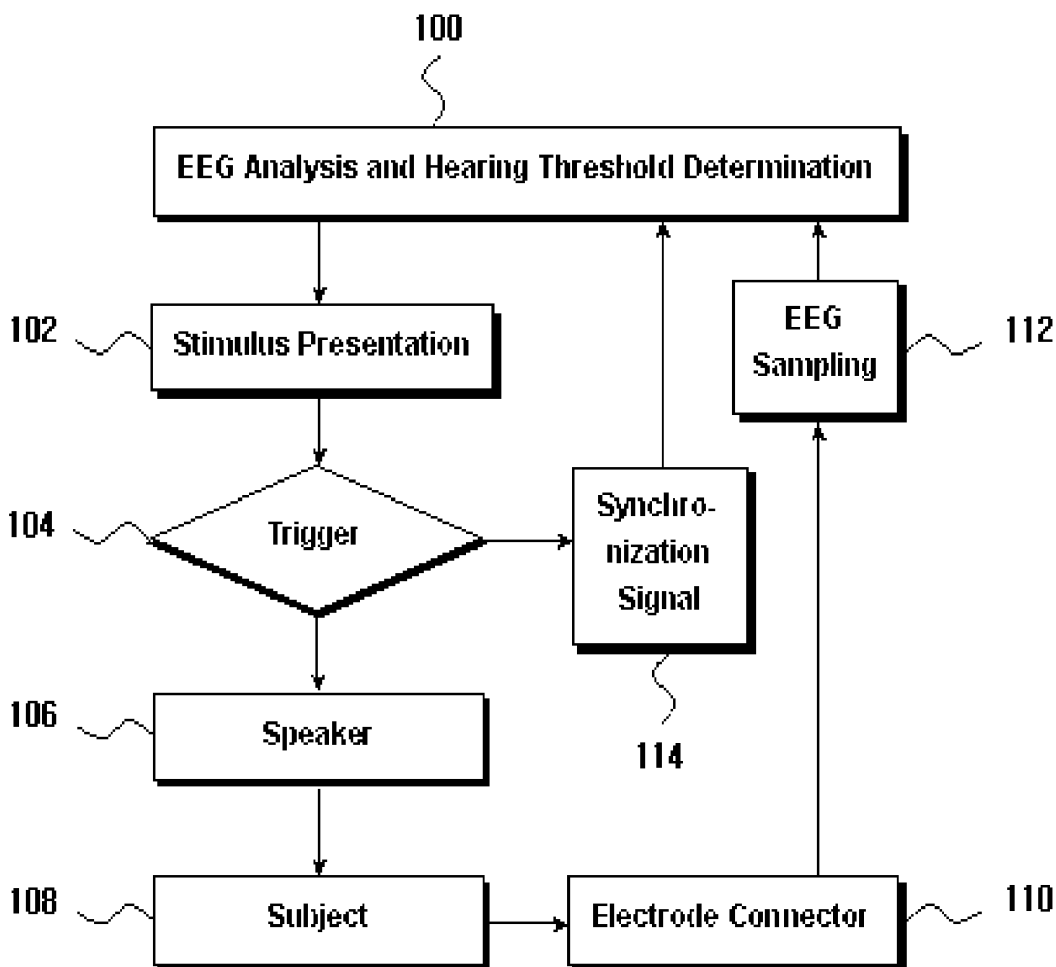 100
EEG Analysis and Hearing Threshold Determination
102
Stimulus Presentation
EEG
Sampling
112
104
Trigger
Synchro-
nization
Signal
114
106
Speaker
108
Subject
Electrode Connector
110